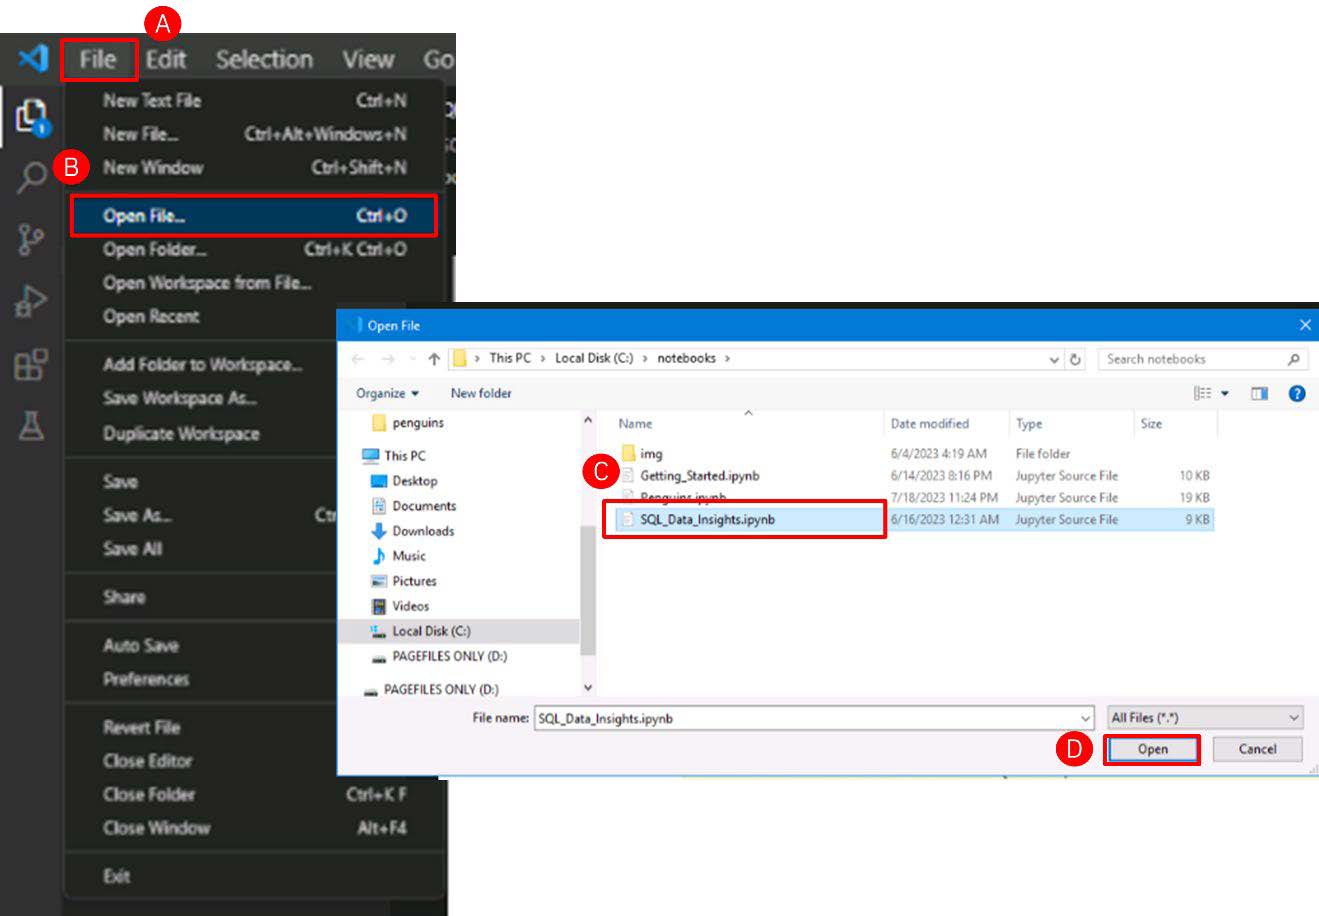 A
File Edit Selection View Go
New Text File Ctrl+N
New File... Ctrl+Alt+Windows+N
B New Window Ctrl+Shift+N
Open File... Ctrl+O
Open Folder... Ctrl+K Ctrl+O
Open Workspace from File...
Open Recent
Add Folder to Workspace...
Save Workspace As...
Duplicate Workspace
Save
Save As... Ctr
Save All
Share
Auto Save
Preferences
Revert File
Close Editor
Close Folder Ctrl+K F
Close Window Alt+F4
Exit
1
Open File
This PC > Local Disk (C:) > notebooks >
Search notebooks
Organize New folder
penguins
This PC
Desktop
Documents
Downloads
Music
Pictures
Videos
Local Disk (C:)
PAGEFILES ONLY (D:)
PAGEFILES ONLY (D:)
Name Date modified Type Size
img 6/4/2023 4:19 AM File folder
C Getting_Started.ipynb 6/14/2023 8:16 PM Jupyter Source File 10 KB
Penguins.ipynb 7/18/2023 11:24 PM Jupyter Source File 19 KB
SQL_Data_Insights.ipynb 6/16/2023 12:31 AM Jupyter Source File 9 KB
File name: SQL_Data_Insights.ipynb All Files (*.*)
D Open Cancel